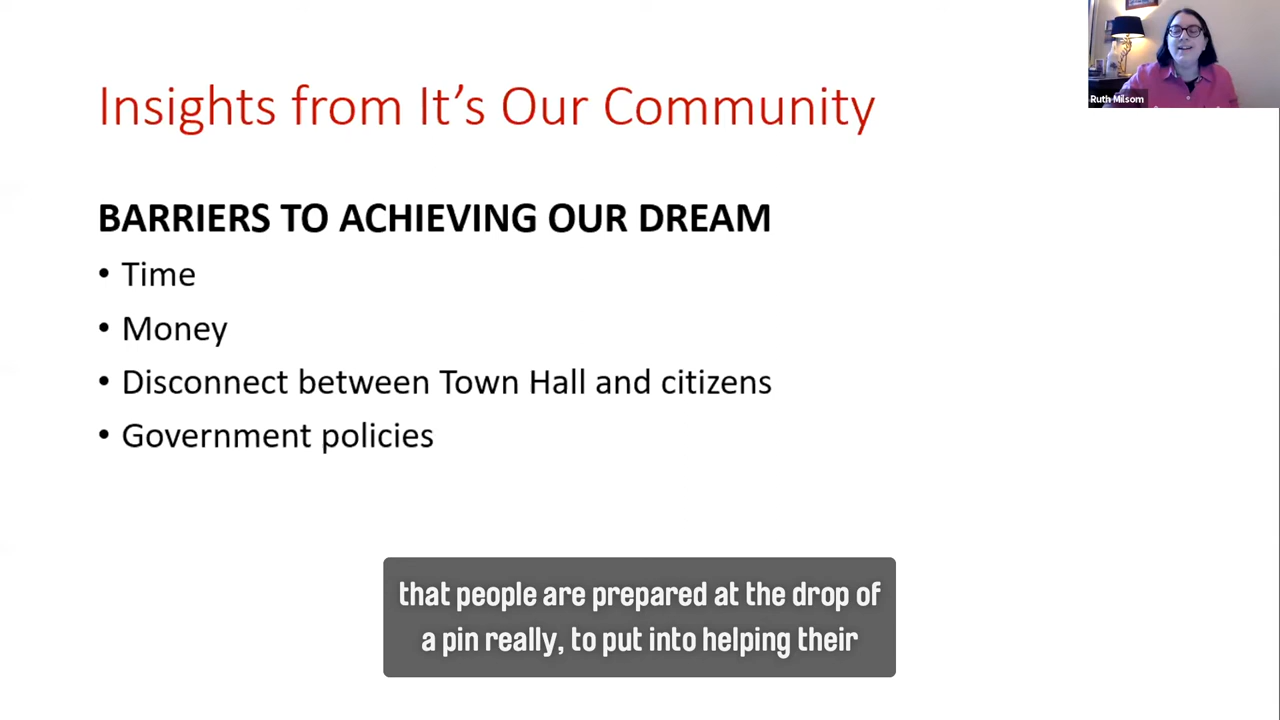 Ruth Milsom
Insights from It’s Our Community
BARRIERS TO ACHIEVING OUR DREAM
• Time
• Money
• Disconnect between Town Hall and citizens
• Government policies
that people are prepared at the drop of
a pin really, to put into helping their